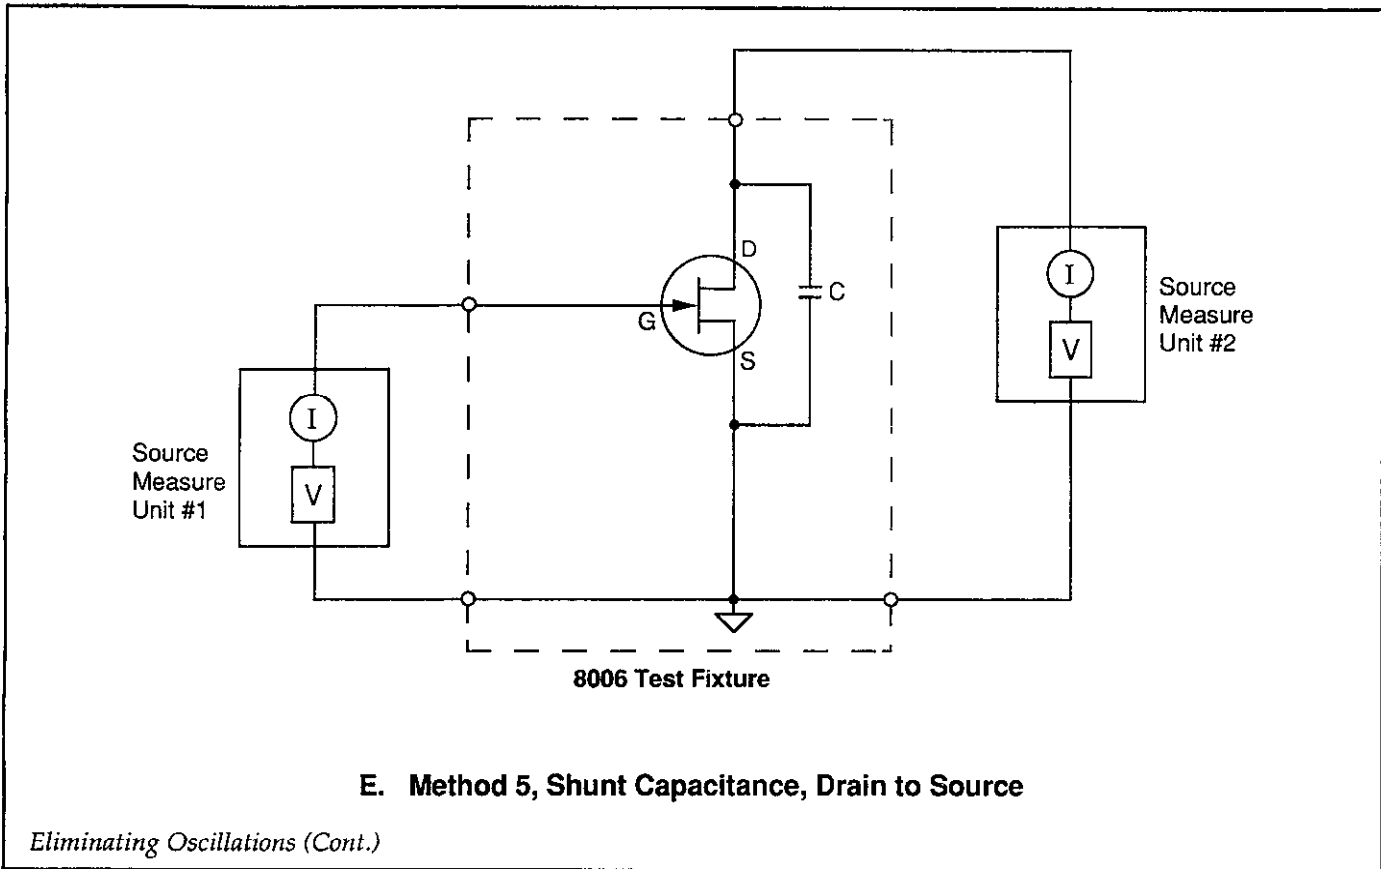 D
G
S
C
I
V
Source
Measure
Unit #1
I
V
Source
Measure
Unit #2
8006 Test Fixture
E. Method 5, Shunt Capacitance, Drain to Source
Eliminating Oscillations (Cont.)